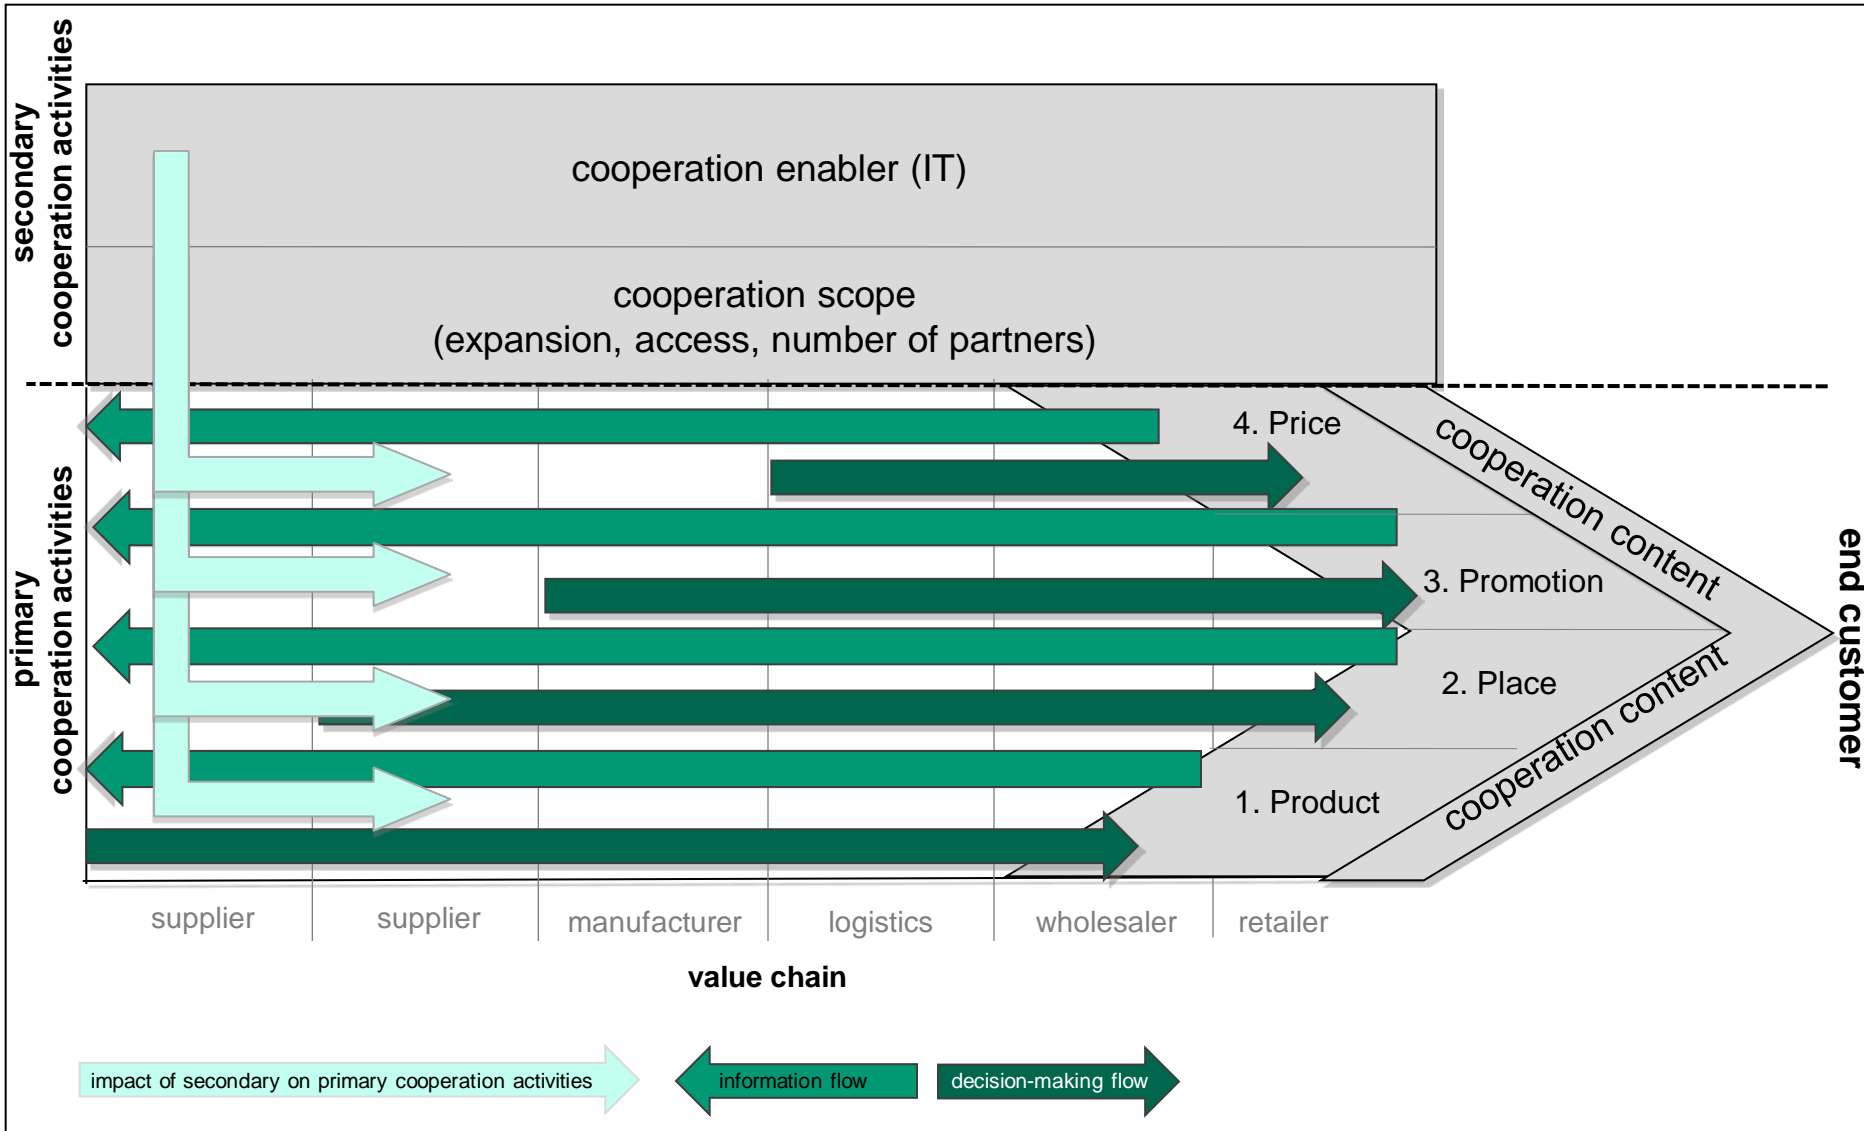 secondary
cooperation activities
cooperation enabler (IT)
cooperation scope
(expansion, access, number of partners)
primary
cooperation activities
4. Price
3. Promotion
2. Place
1. Product
cooperation content
cooperation content
end customer
supplier
supplier
manufacturer
logistics
wholesaler
retailer
value chain
impact of secondary on primary cooperation activities
information flow
decision-making flow